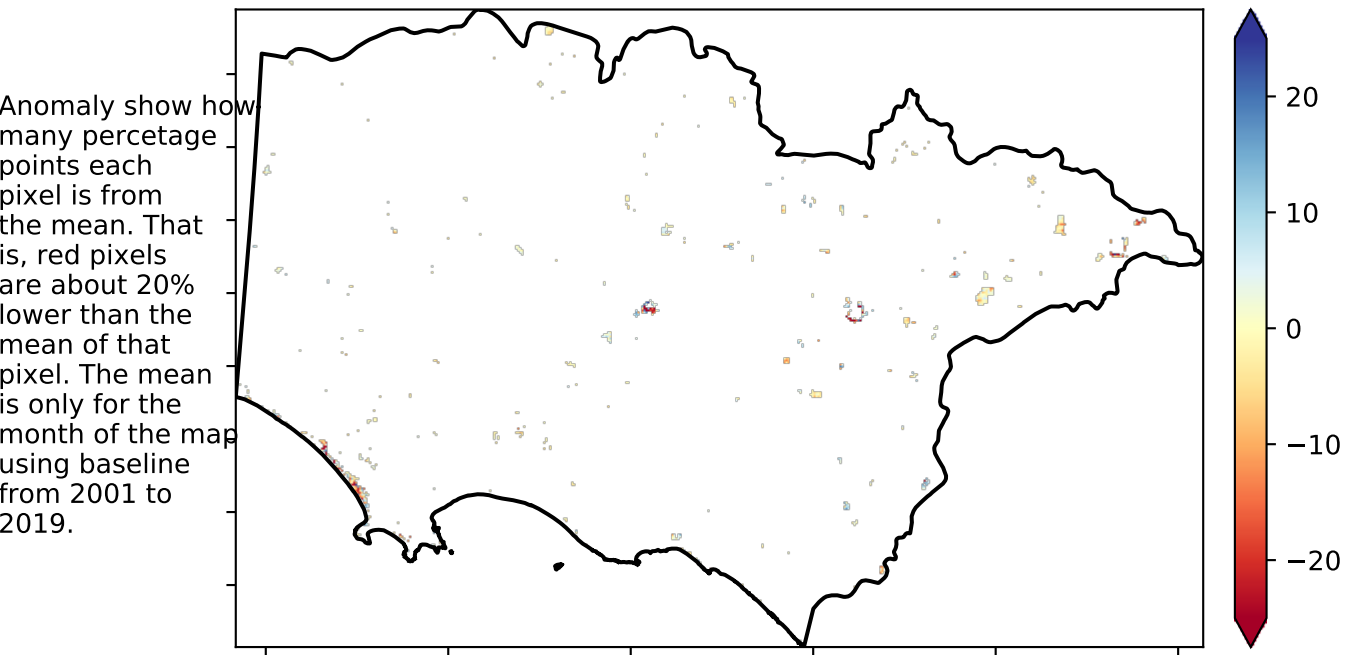 Anomaly show how
many percetage
points each
pixel is from
the mean. That
is, red pixels
are about 20%
lower than the
mean of that
pixel. The mean
is only for the
month of the map
using baseline
from 2001 to
2019.
20
10
0
−10
−20